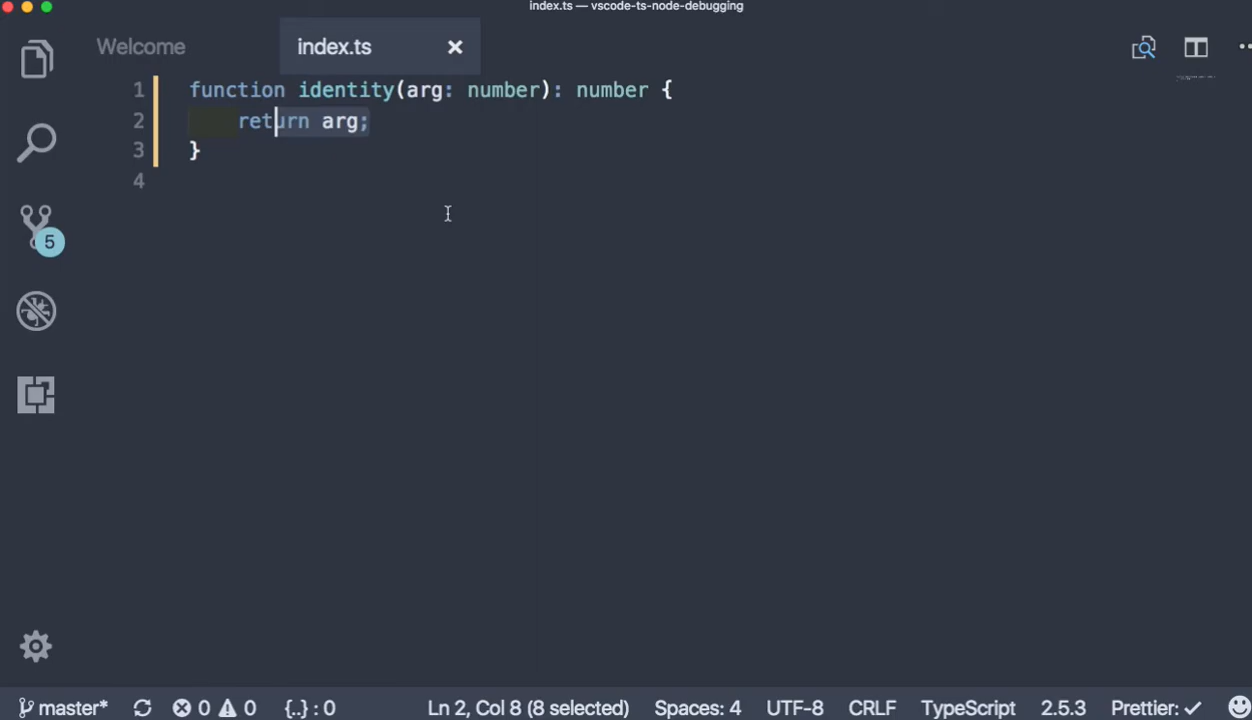 index.ts — vscode-ts-node-debugging
Welcome index.ts
1 function identity(arg: number): number {
2     return arg;
3 }
4
5
master* 0 0 {..} : 0 Ln 2, Col 8 (8 selected) Spaces: 4 UTF-8 CRLF TypeScript 2.5.3 Prettier: ✓